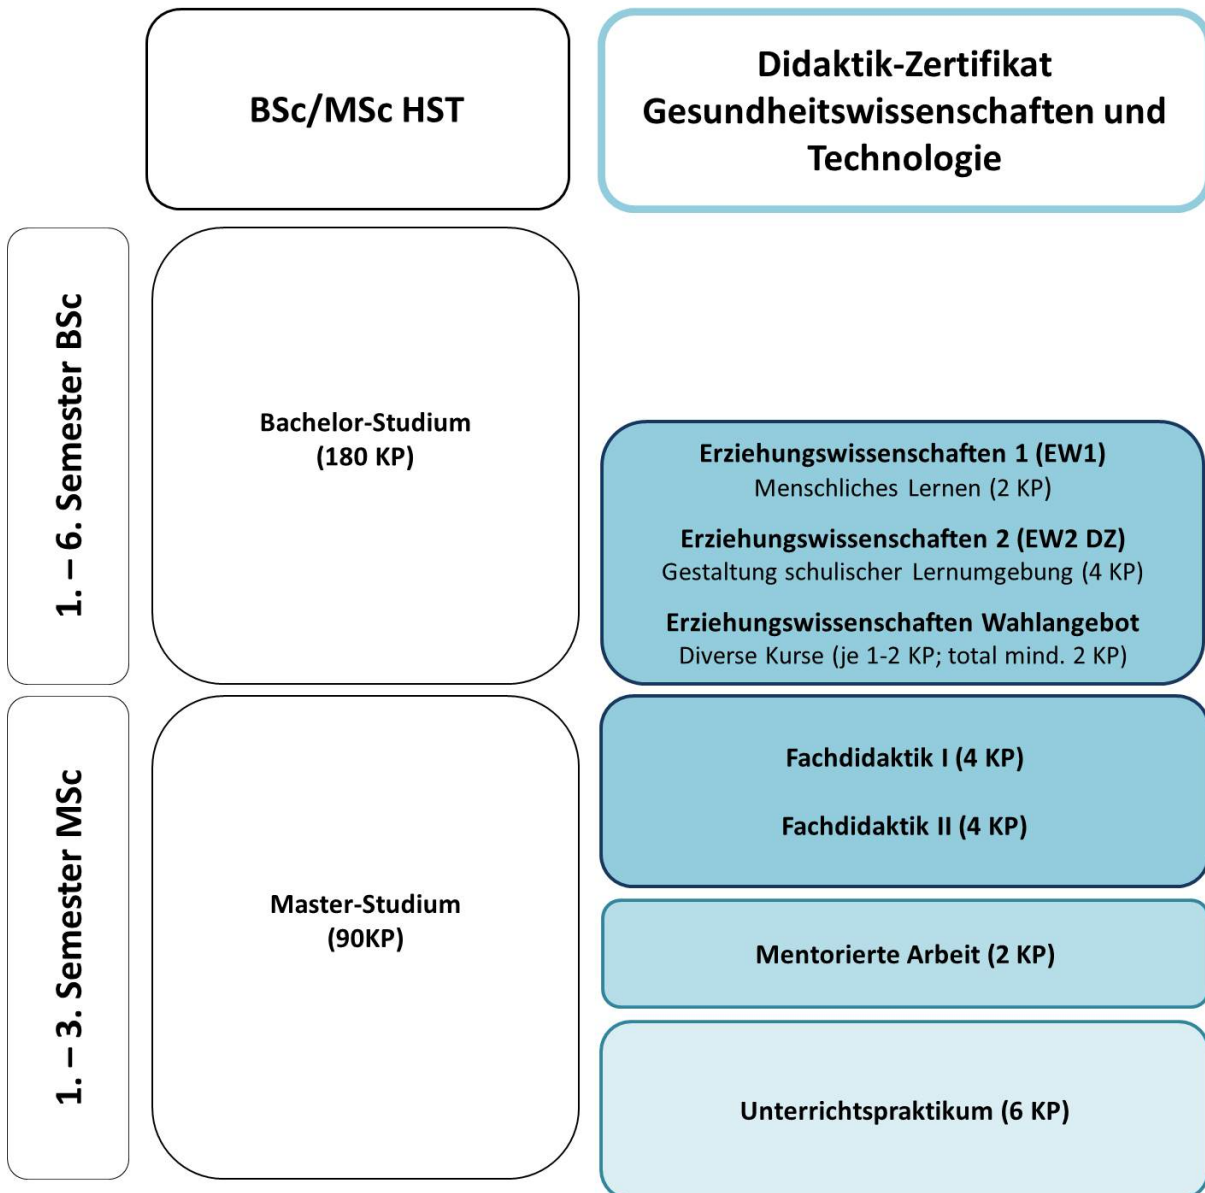 BSc/MSc HST
Didaktik-Zertifikat
Gesundheitswissenschaften und
Technologie
1. – 6. Semester BSc
Bachelor-Studium
(180 KP)
Erziehungswissenschaften 1 (EW1)
Menschliches Lernen (2 KP)
Erziehungswissenschaften 2 (EW2 DZ)
Gestaltung schulischer Lernumgebung (4 KP)
Erziehungswissenschaften Wahlangebot
Diverse Kurse (je 1-2 KP; total mind. 2 KP)
1. – 3. Semester MSc
Master-Studium
(90KP)
Fachdidaktik I (4 KP)
Fachdidaktik II (4 KP)
Mentorierte Arbeit (2 KP)
Unterrichtspraktikum (6 KP)